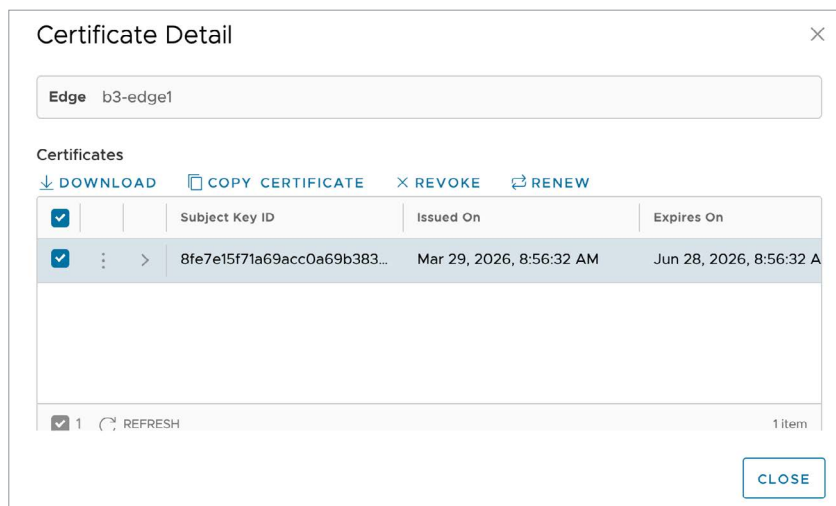 Certificate Detail
Edge b3-edge1
Certificates
DOWNLOAD COPY CERTIFICATE REVOKE RENEW
Subject Key ID Issued On Expires On
8fe7e15f71a69acc0a69b383... Mar 29, 2026, 8:56:32 AM Jun 28, 2026, 8:56:32 A
1 REFRESH 1 item
CLOSE